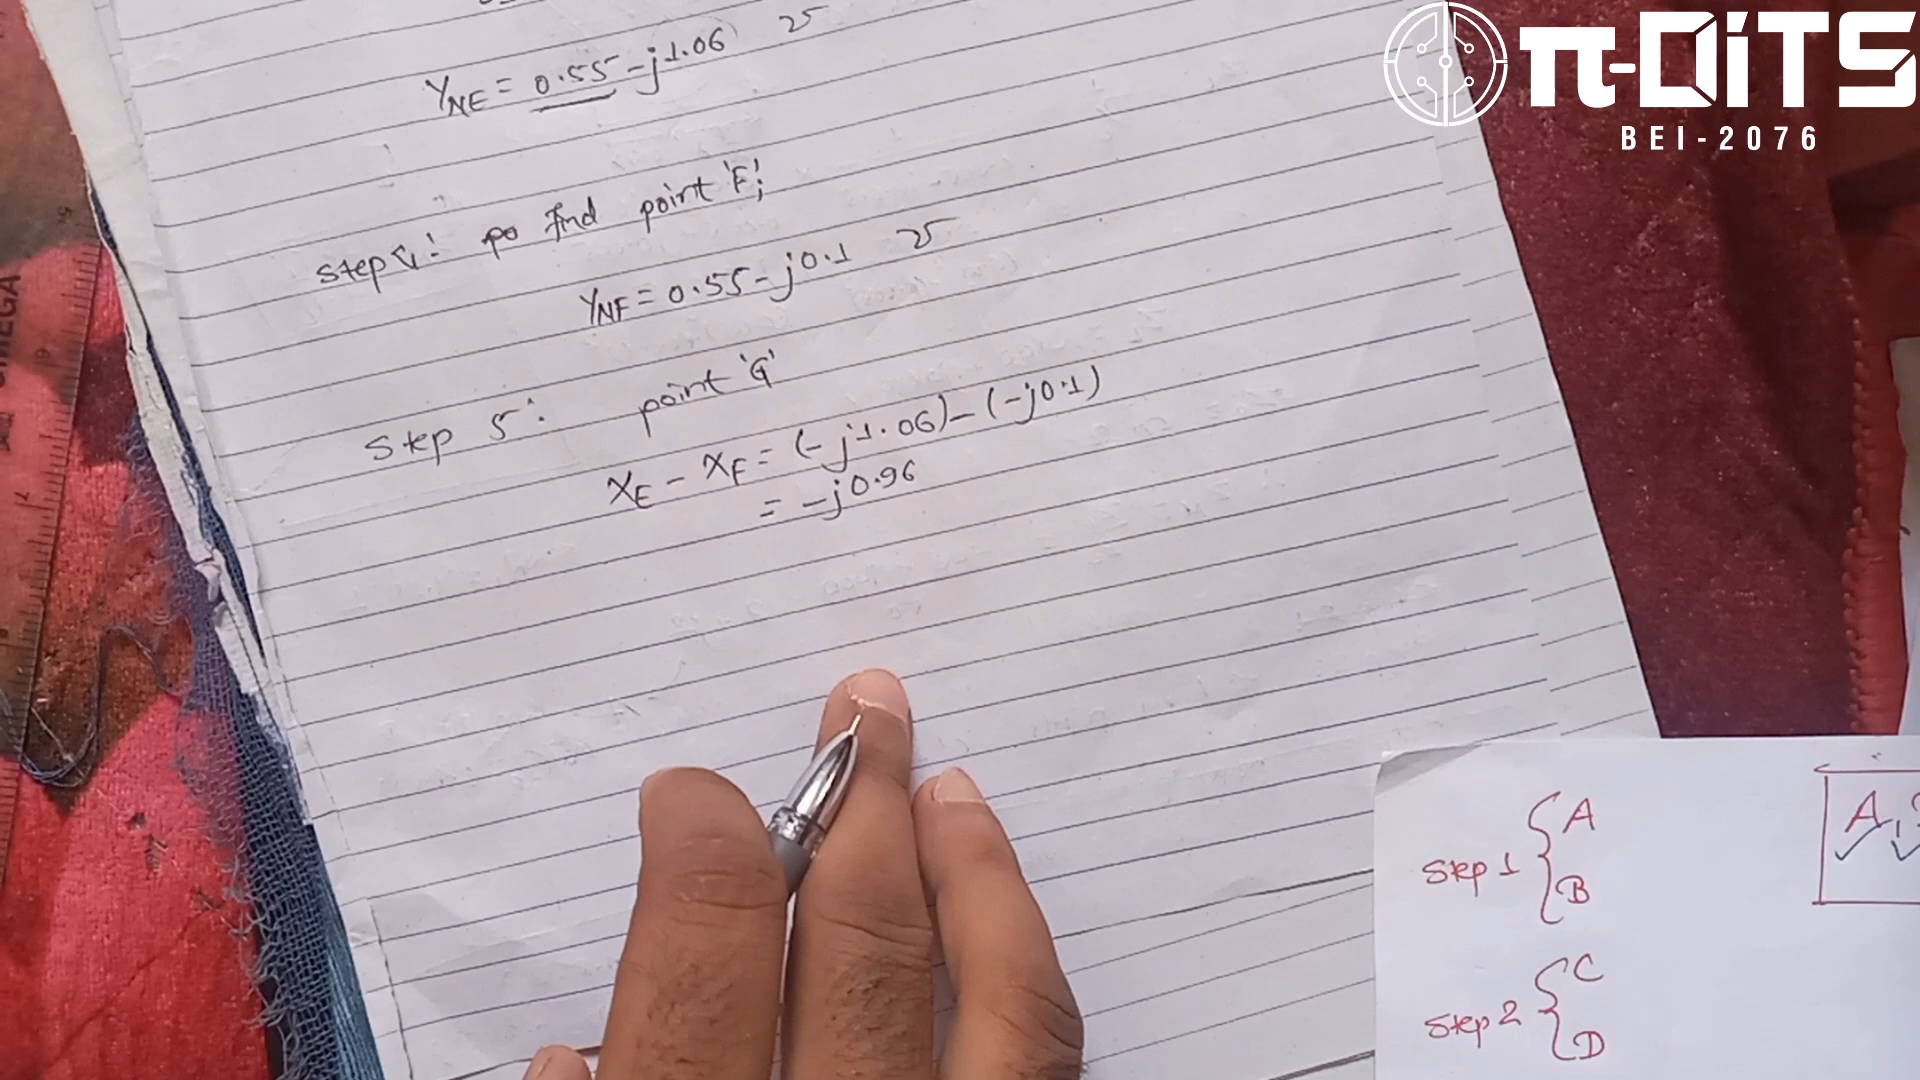 π-DiTS
BEI-2076
Y_NE = 0.55 - j1.06 ʊ
Step 4: to find point 'F';
Y_NF = 0.55 - j0.1 ʊ
Step 5: point 'G'
X_E - X_F = (-j1.06) - (-j0.1)
= -j0.96
Step 1 { A
B
Step 2 { C
D
A,